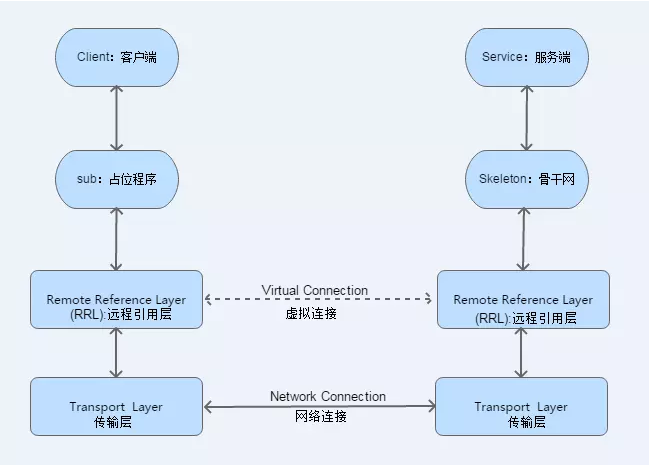 Client：客户端
Service：服务端
sub：占位程序
Skeleton：骨干网
Remote Reference Layer
(RRL):远程引用层
Virtual Connection
虚拟连接
Remote Reference Layer
(RRL):远程引用层
Transport Layer
传输层
Network Connection
网络连接
Transport Layer
传输层